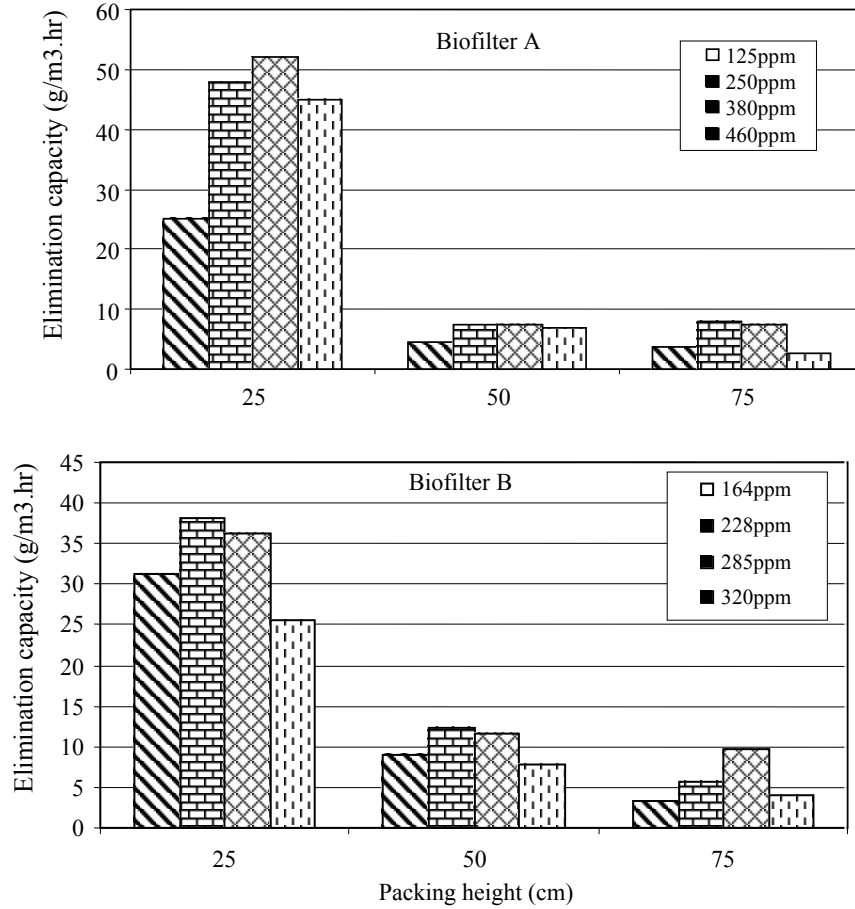 Biofilter A
Elimination capacity (g/m3.hr)
60
50
40
30
20
10
0
125ppm
250ppm
380ppm
460ppm
25 50 75
Biofilter B
Elimination capacity (g/m3.hr)
45
40
35
30
25
20
15
10
5
0
164ppm
228ppm
285ppm
320ppm
25 50 75
Packing height (cm)